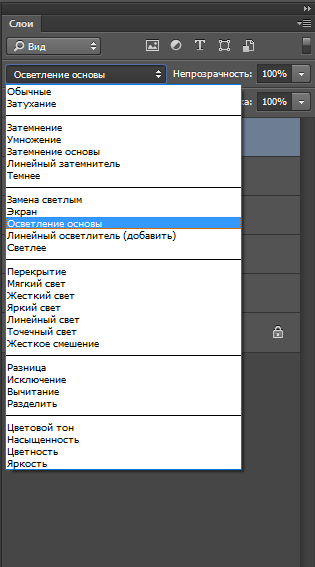 Слои
Вид
Осветление основы Непрозрачность: 100%
Обычные
Затухание
ка: 100%
Затемнение
Умножение
Затемнение основы
Линейный затемнитель
Темнее
Замена светлым
Экран
Осветление основы
Линейный осветлитель (добавить)
Светлее
Перекрытие
Мягкий свет
Жесткий свет
Яркий свет
Линейный свет
Точечный свет
Жесткое смешение
Разница
Исключение
Вычитание
Разделить
Цветовой тон
Насыщенность
Цветность
Яркость